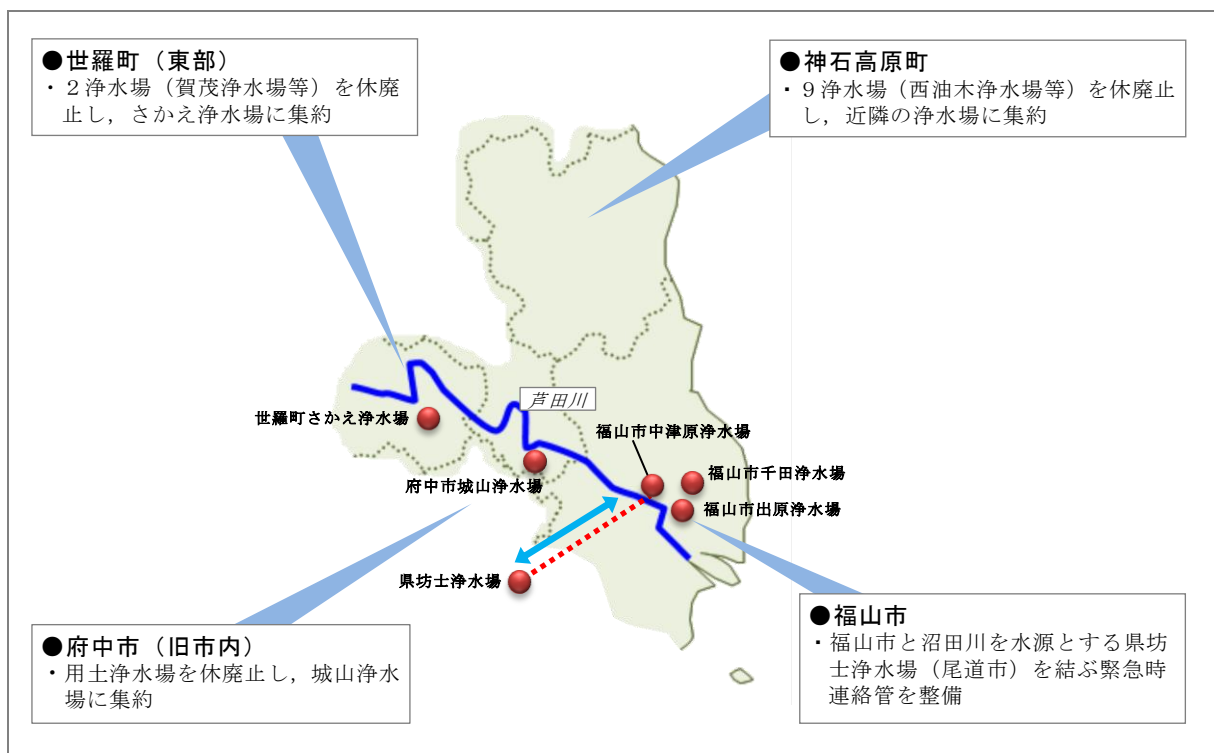 ●世羅町（東部）
・２浄水場（賀茂浄水場等）を休廃
止し，さかえ浄水場に集約
●神石高原町
・９浄水場（西油木浄水場等）を休廃止
し，近隣の浄水場に集約
芦田川
世羅町さかえ浄水場
福山市中津原浄水場
府中市城山浄水場
福山市千田浄水場
福山市出原浄水場
県坊士浄水場
●府中市（旧市内）
・用土浄水場を休廃止し，城山浄水
場に集約
●福山市
・福山市と沼田川を水源とする県坊
士浄水場（尾道市）を結ぶ緊急時
連絡管を整備